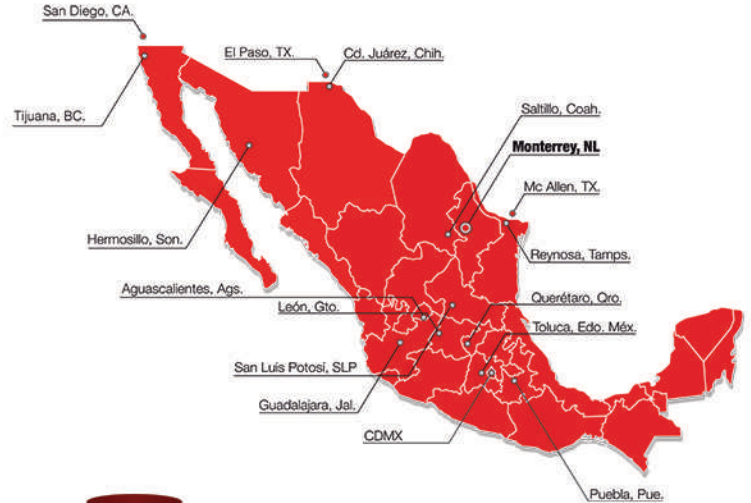 San Diego, CA.
El Paso, TX.
Cd. Juárez, Chih.
Tijuana, BC.
Saltillo, Coah.
Monterrey, NL
Mc Allen, TX.
Hermosillo, Son.
Reynosa, Tamps.
Aguascalientes, Ags.
León, Gto.
Querétaro, Qro.
Toluca, Edo. Méx.
San Luis Potosí, SLP
Guadalajara, Jal.
CDMX
Puebla, Pue.